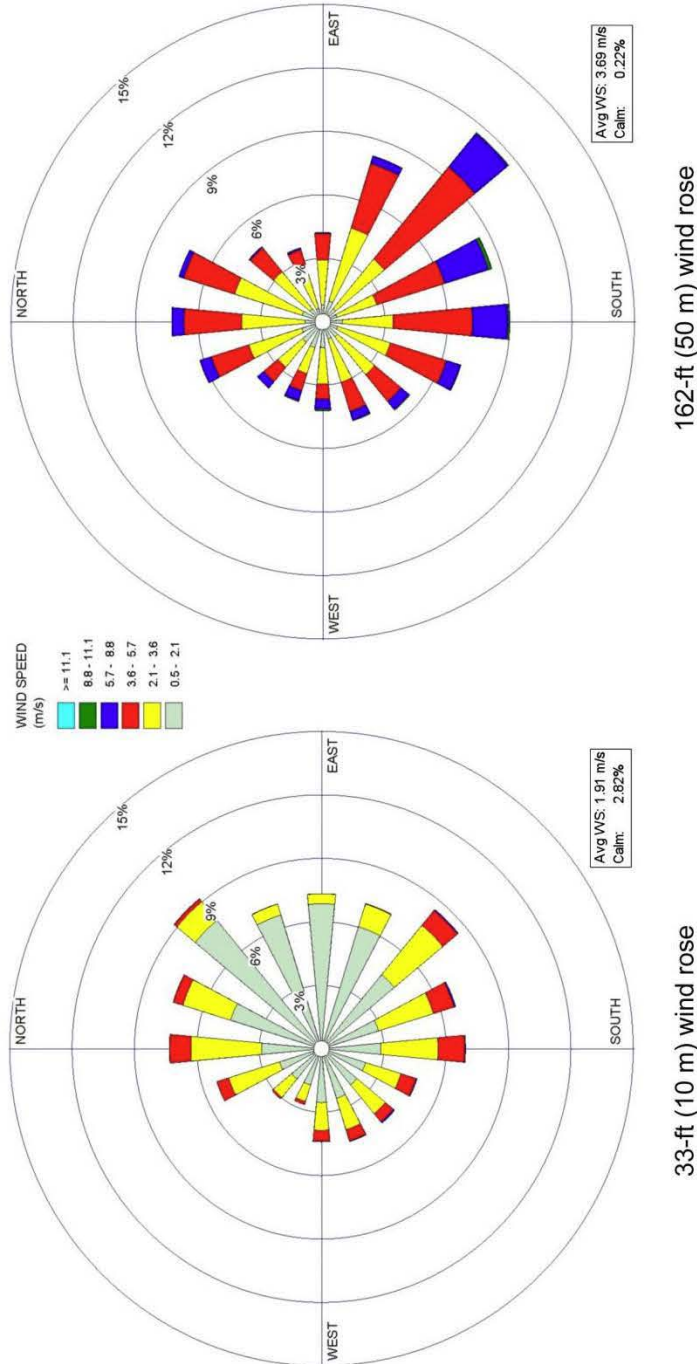 NORTH
15%
12%
9%
6%
3%
WEST
EAST
SOUTH
Avg WS: 1.91 m/s
Calm: 2.82%
33-ft (10 m) wind rose
WIND SPEED
(m/s)
>= 11.1
8.8 - 11.1
5.7 - 8.8
3.6 - 5.7
2.1 - 3.6
0.5 - 2.1
NORTH
15%
12%
9%
6%
3%
WEST
EAST
SOUTH
Avg WS: 3.69 m/s
Calm: 0.22%
162-ft (50 m) wind rose